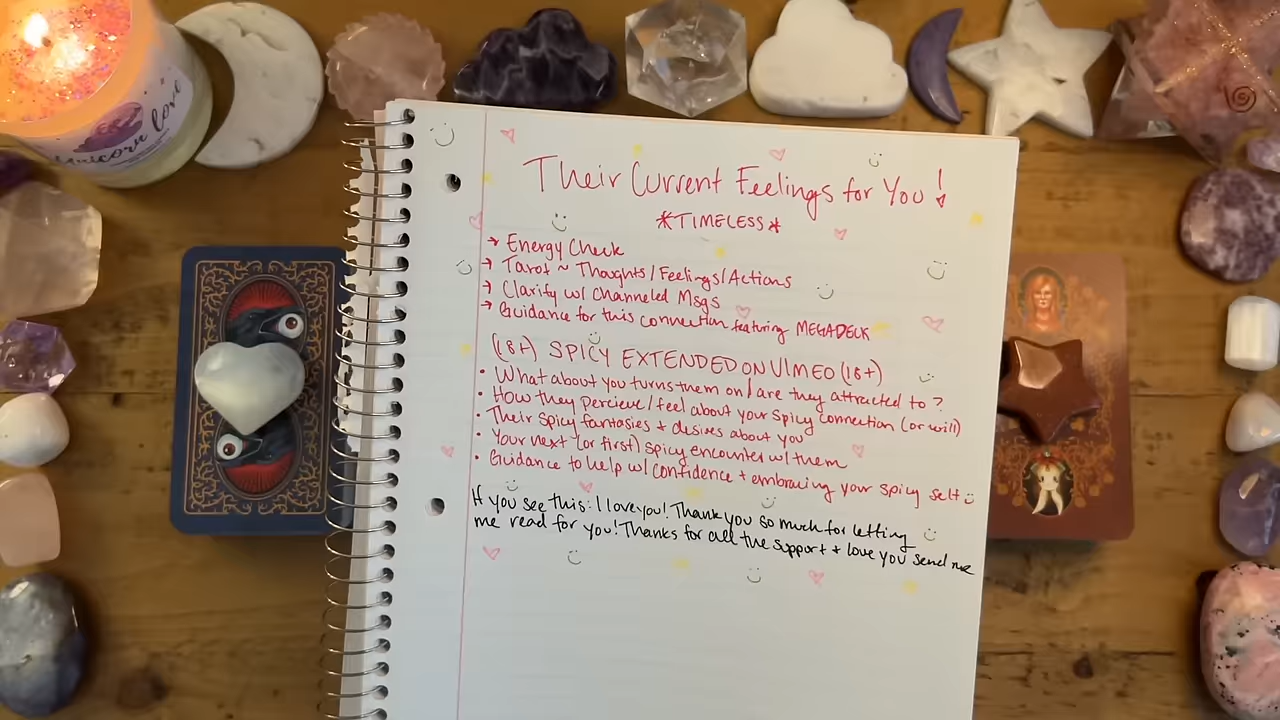 unicorn love
Their Current Feelings for You!
*TIMELESS*
→ Energy Check
→ Tarot ~ Thoughts/Feelings/Actions
→ Clarify w/ Channeled Msgs
→ Guidance for this connection featuring MEGADECK
(18+) SPICY EXTENDED ON VIMEO (18+)
• What about you turns them on/are they attracted to?
• How they percieve/feel about your spicy connection (or will)
• Their spicy fantasies + desires about you
• Your next (or first) spicy encounter w/ them
• Guidance to help w/ confidence + embracing your spicy self
If you see this: I love you! Thank you so much for letting
me read for you! Thanks for all the support + love you send me